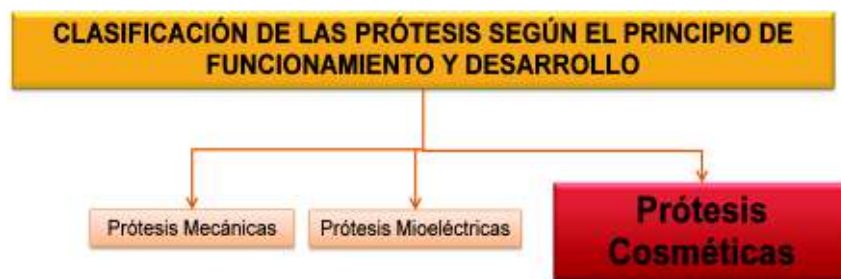 CLASIFICACIÓN DE LAS PRÓTESIS SEGÚN EL PRINCIPIO DE
FUNCIONAMIENTO Y DESARROLLO
Prótesis Mecánicas
Prótesis Mioeléctricas
Prótesis
Cosméticas